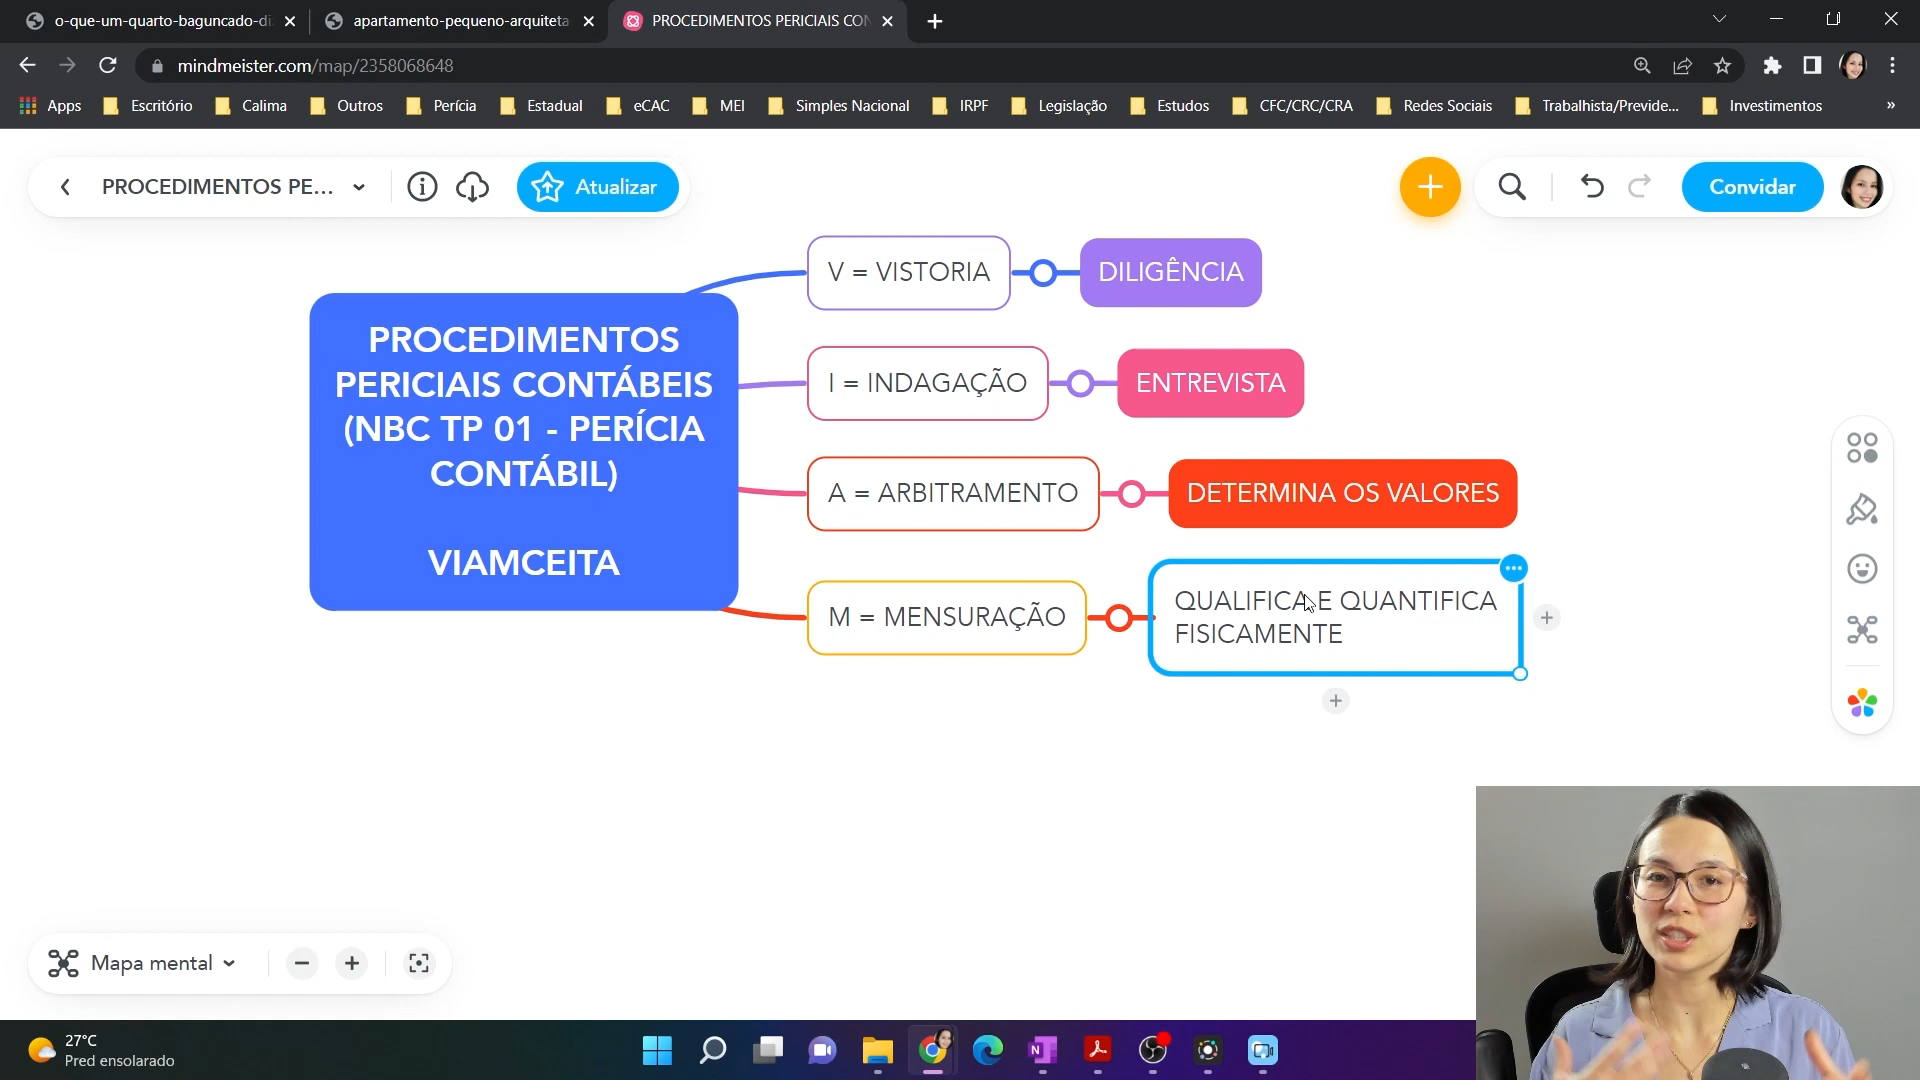 o-que-um-quarto-baguncado-di
apartamento-pequeno-arquiteta
PROCEDIMENTOS PERICIAIS CON
mindmeister.com/map/2358068648
Apps
Escritório
Calima
Outros
Perícia
Estadual
eCAC
MEI
Simples Nacional
IRPF
Legislação
Estudos
CFC/CRC/CRA
Redes Sociais
Trabalhista/Previde...
Investimentos
»
PROCEDIMENTOS PE...
Atualizar
Convidar
PROCEDIMENTOS
PERICIAIS CONTÁBEIS
(NBC TP 01 - PERÍCIA
CONTÁBIL)
VIAMCEITA
V = VISTORIA
DILIGÊNCIA
I = INDAGAÇÃO
ENTREVISTA
A = ARBITRAMENTO
DETERMINA OS VALORES
M = MENSURAÇÃO
QUALIFICA E QUANTIFICA
FISICAMENTE
Mapa mental
27°C
Pred ensolarado